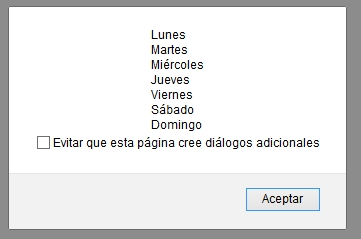 Lunes
Martes
Miércoles
Jueves
Viernes
Sábado
Domingo
Evitar que esta página cree diálogos adicionales
Aceptar